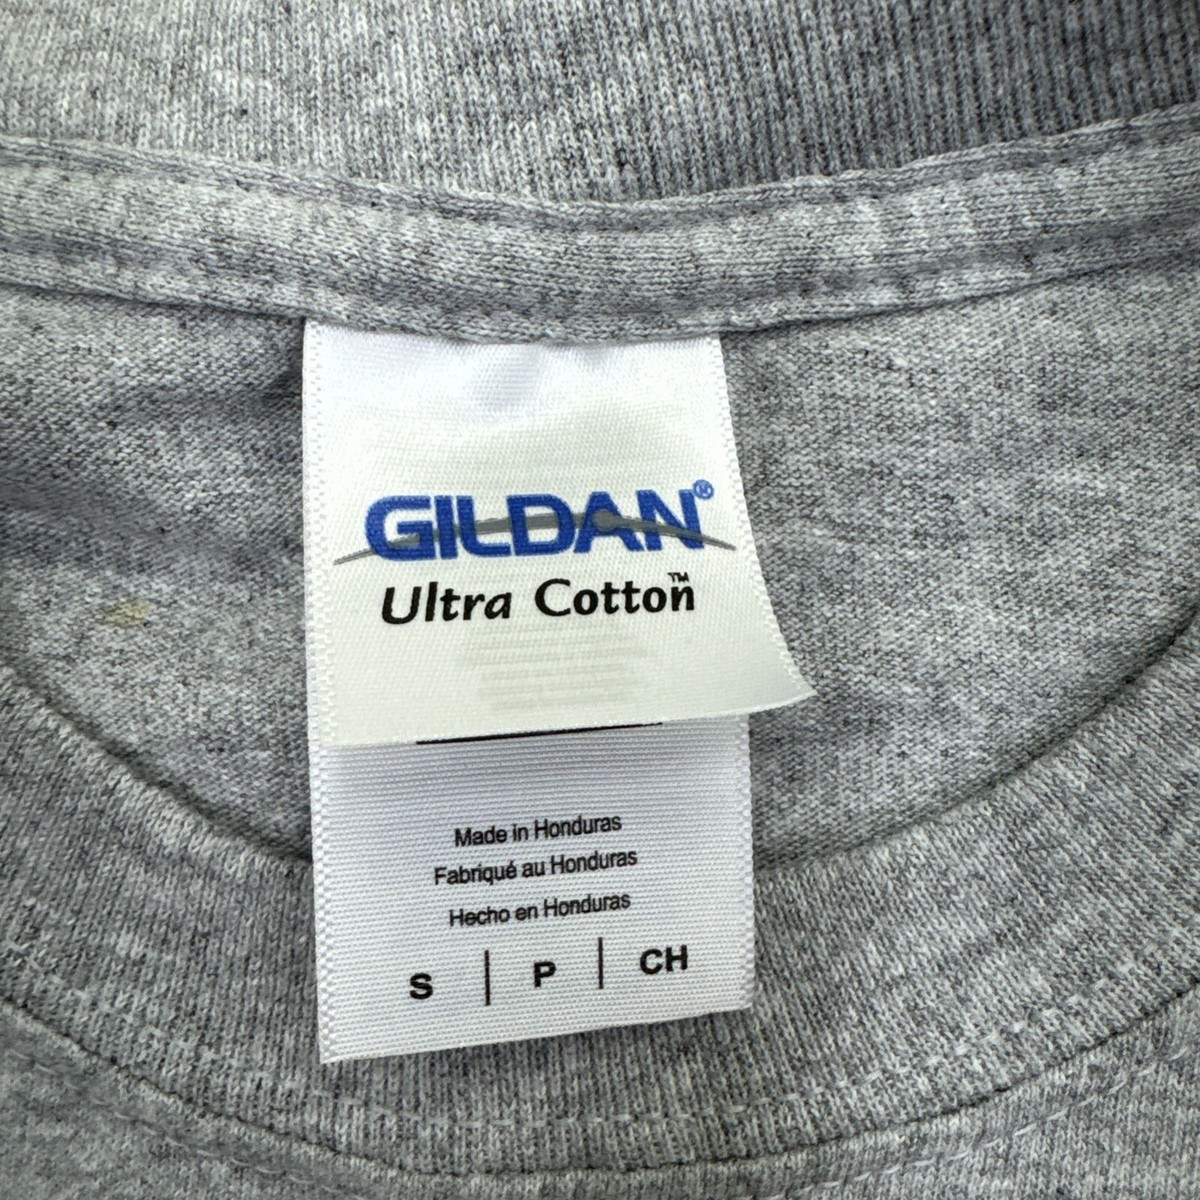 GILDAN®
Ultra Cotton™
Made in Honduras
Fabriqué au Honduras
Hecho en Honduras
S | P | CH